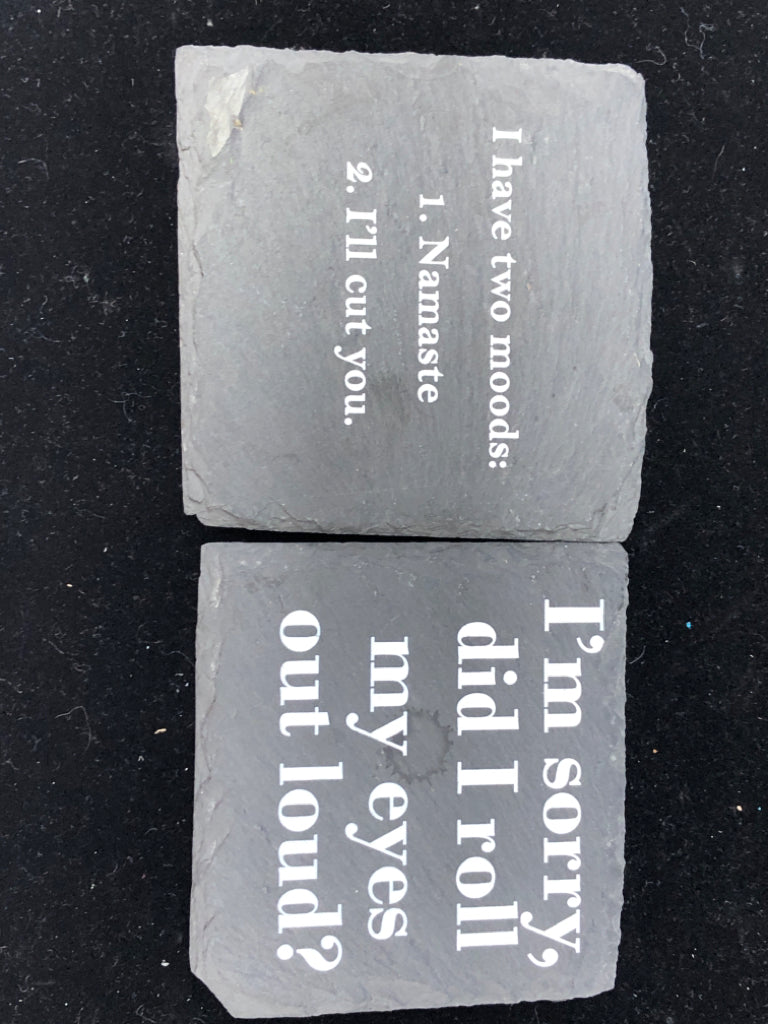 I have two moods:
1. Namaste
2. I'll cut you.
I'm sorry,
did I roll
my eyes
out loud?